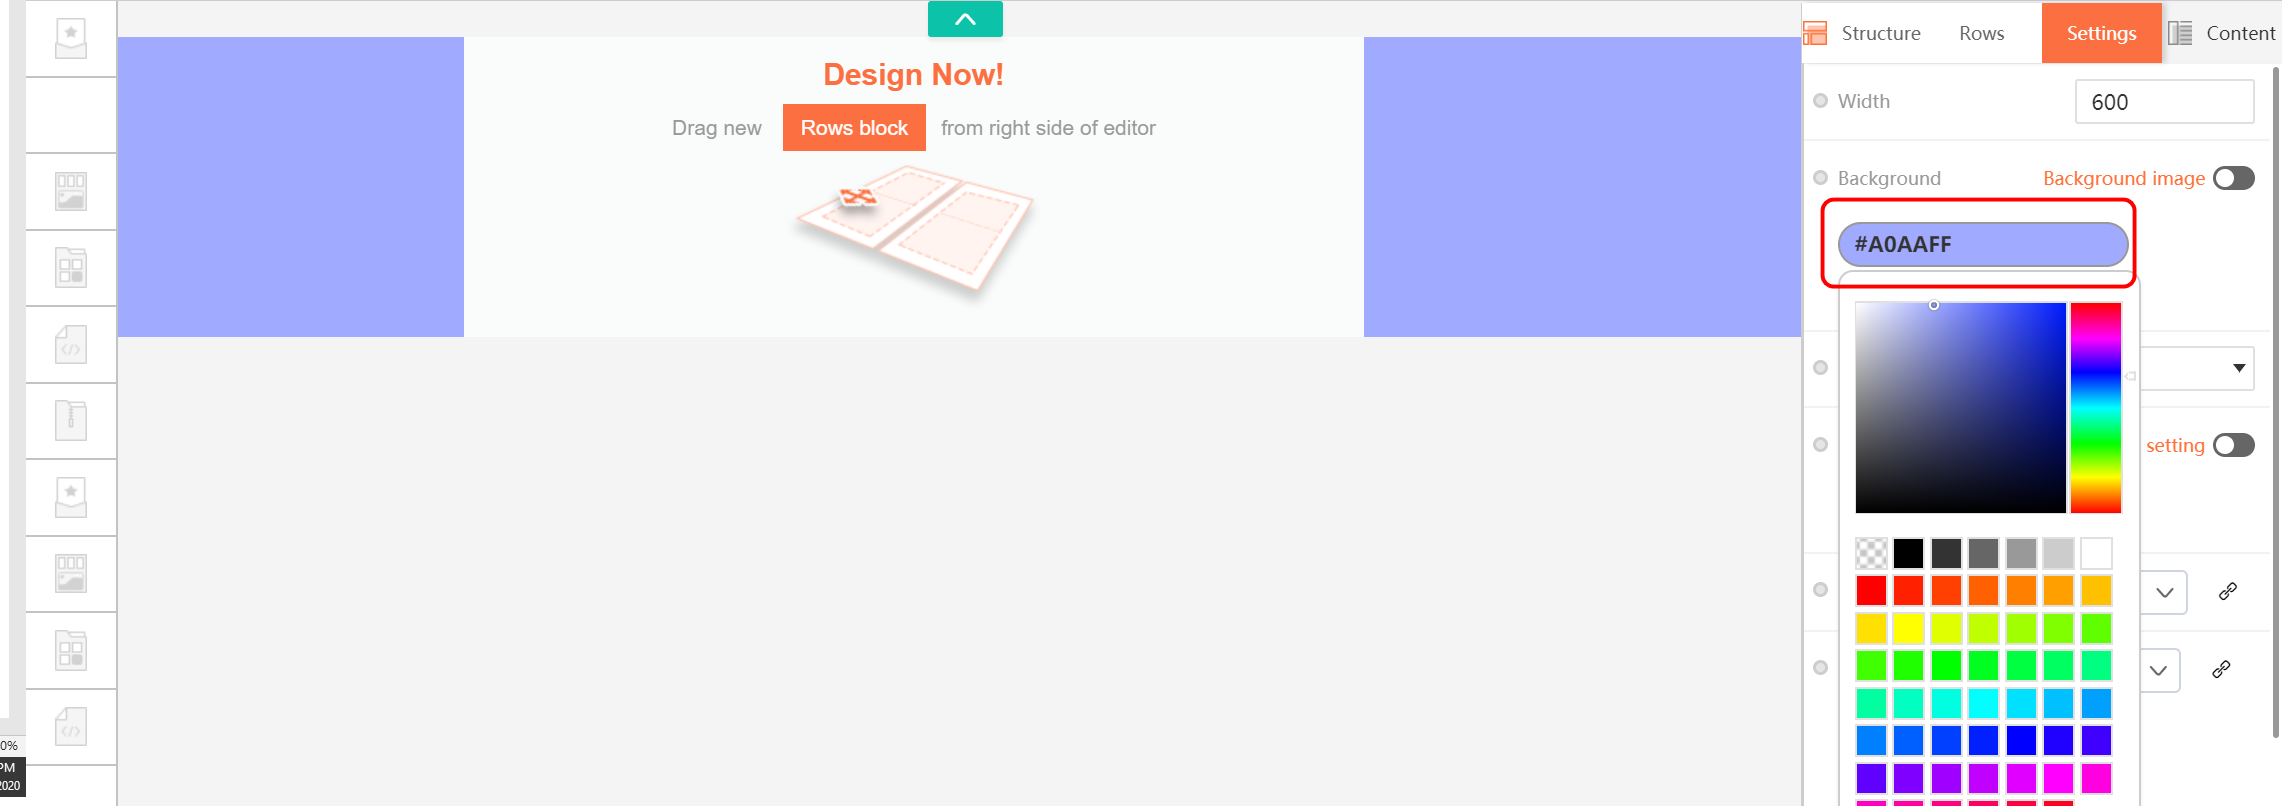 Structure
Rows
Settings
Content
Design Now!
Drag new Rows block from right side of editor
Width
600
Background
Background image
#A0AAFF
setting
0%
PM
2020